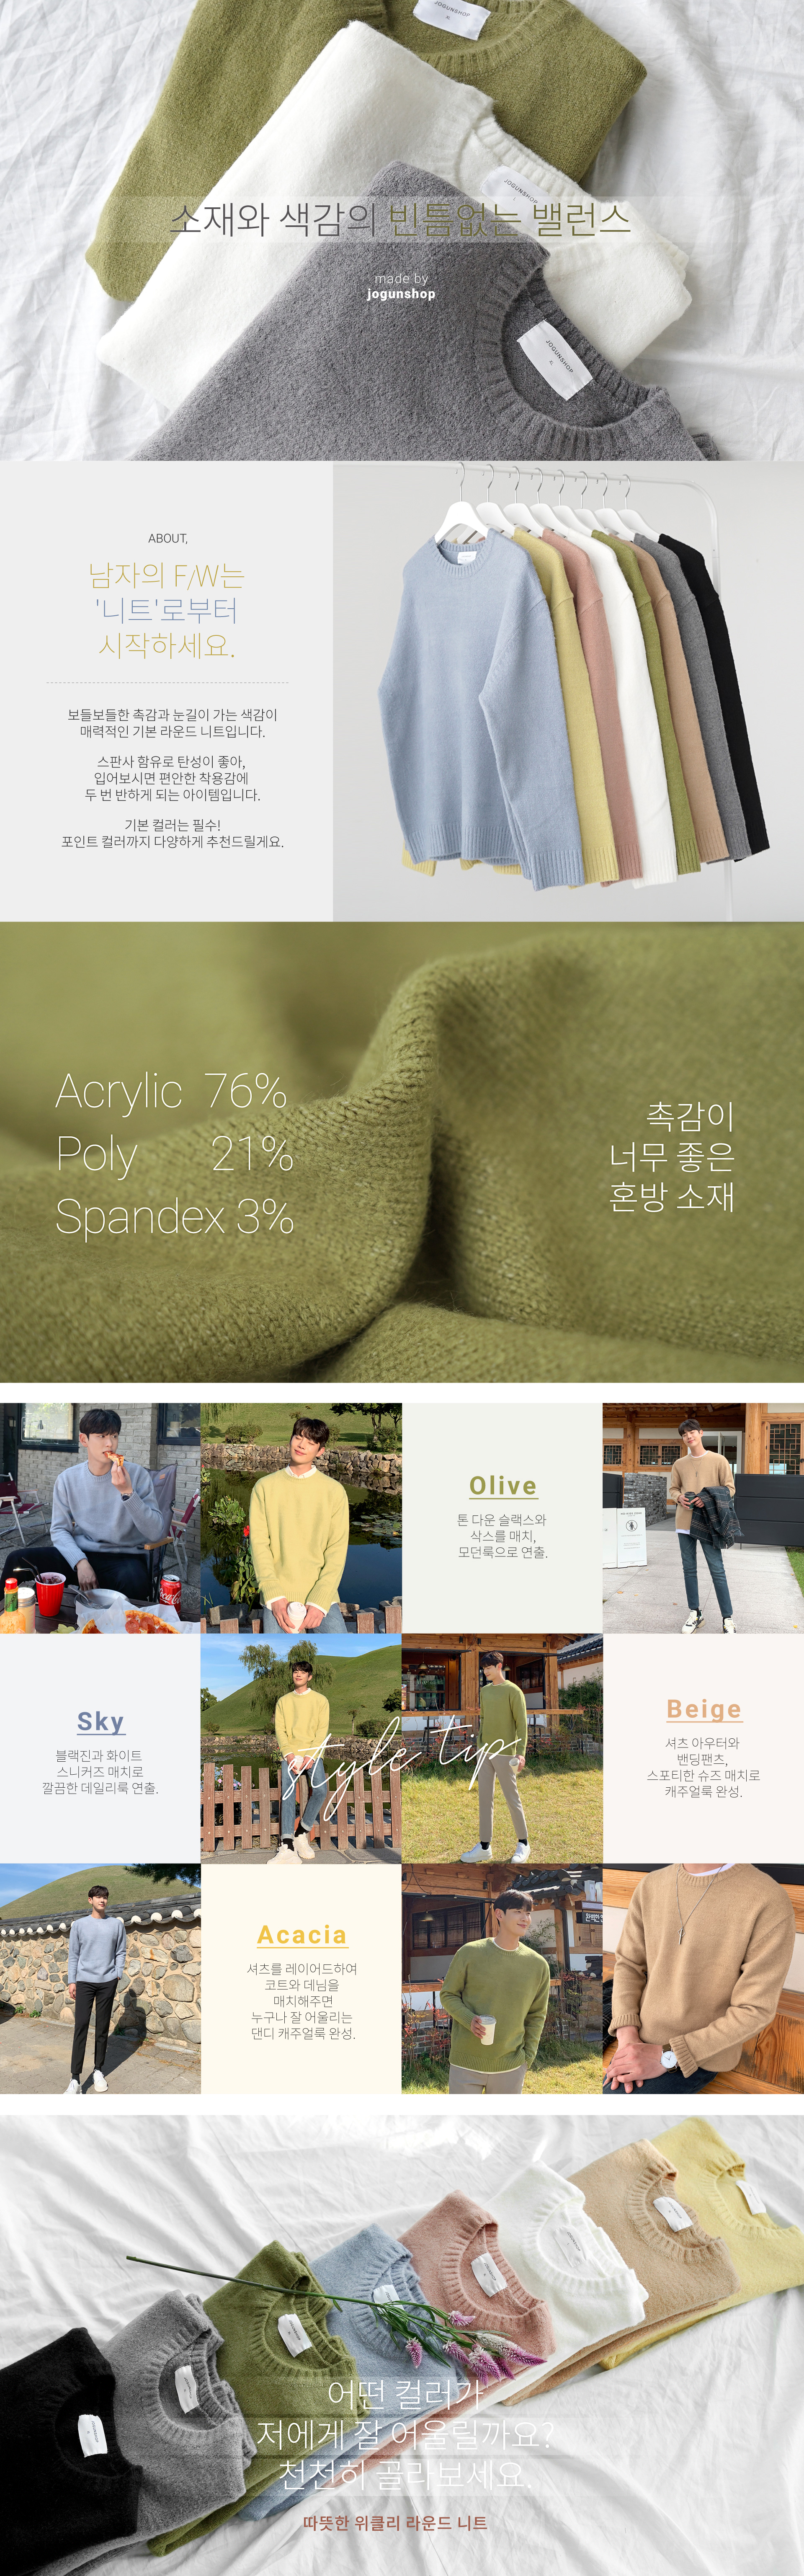 JOGUNSHOP
XL
JOGUNSHOP
소재와 색감의 빈틈없는 밸런스
made by
jogunshop
JOGUNSHOP
XL
ABOUT,
남자의 F/W는
'니트'로부터
시작하세요.
보들보들한 촉감과 눈길이 가는 색감이
매력적인 기본 라운드 니트입니다.
스판사 함유로 탄성이 좋아,
입어보시면 편안한 착용감에
두 번 반하게 되는 아이템입니다.
기본 컬러는 필수!
포인트 컬러까지 다양하게 추천드릴게요.
Acrylic 76%
Poly 21%
Spandex 3%
촉감이
너무 좋은
혼방 소재
Olive
톤 다운 슬랙스와
삭스를 매치,
모던룩으로 연출.
Coca-Cola
Sky
블랙진과 화이트
스니커즈 매치로
깔끔한 데일리룩 연출.
style tip
Beige
셔츠 아우터와
밴딩팬츠,
스포티한 슈즈 매치로
캐주얼룩 완성.
Acacia
셔츠를 레이어드하여
코트와 데님을
매치해주면
누구나 잘 어울리는
댄디 캐주얼룩 완성.
어떤 컬러가
저에게 잘 어울릴까요?
천천히 골라보세요.
따뜻한 위클리 라운드 니트